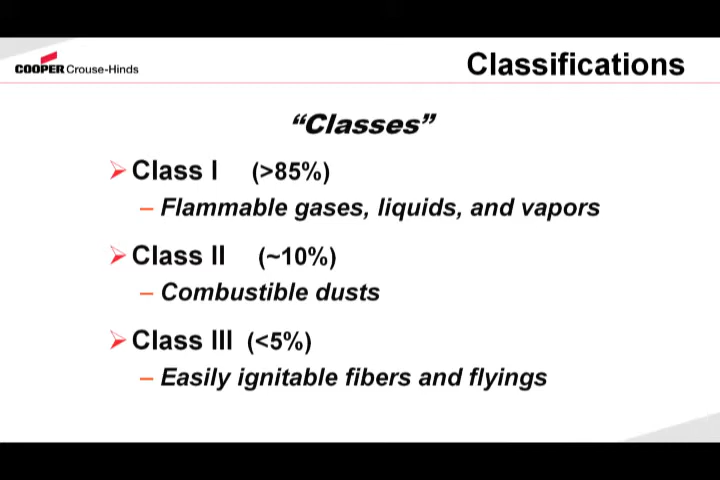 COOPER Crouse-Hinds
Classifications
“Classes”
Class I (>85%)
– Flammable gases, liquids, and vapors
Class II (~10%)
– Combustible dusts
Class III (<5%)
– Easily ignitable fibers and flyings